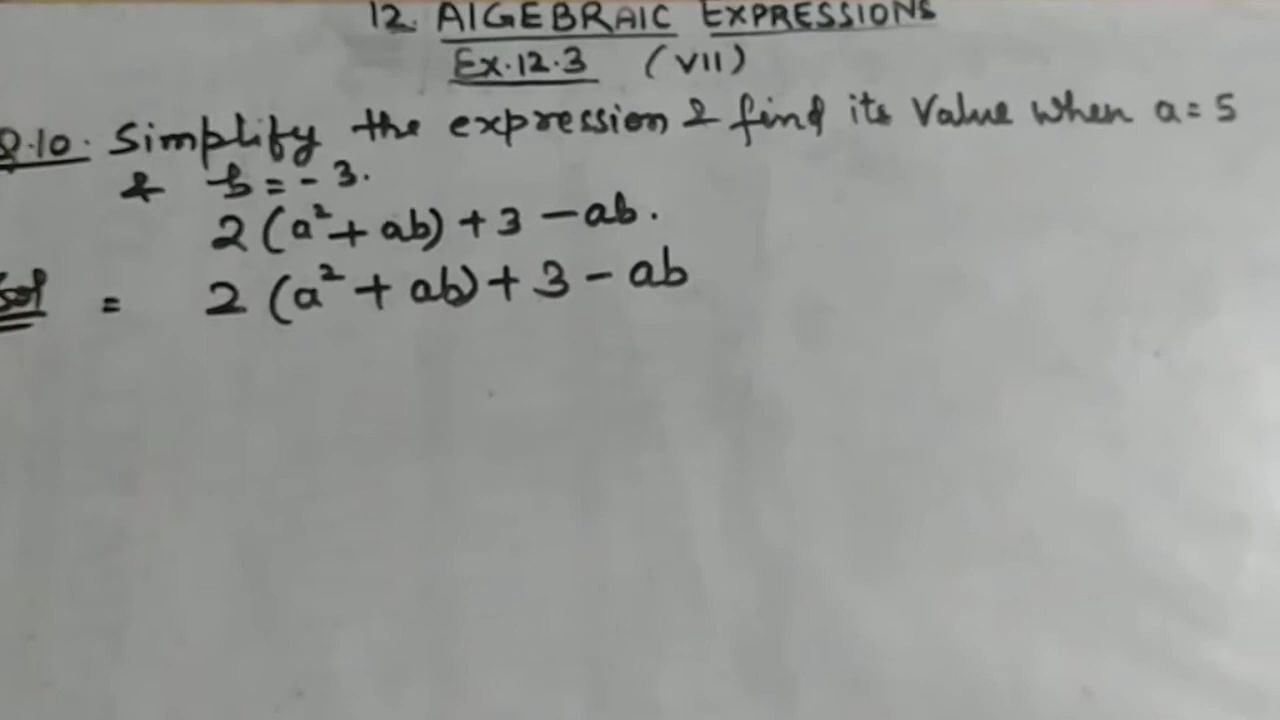 12. AlGEBRAIC EXPRESSIONS
Ex.12.3 (VII)
Q.10. Simplify the expression & find its Value when a = 5
& b = - 3.
2 (a² + ab) + 3 - ab.
Sol = 2 (a² + ab) + 3 - ab